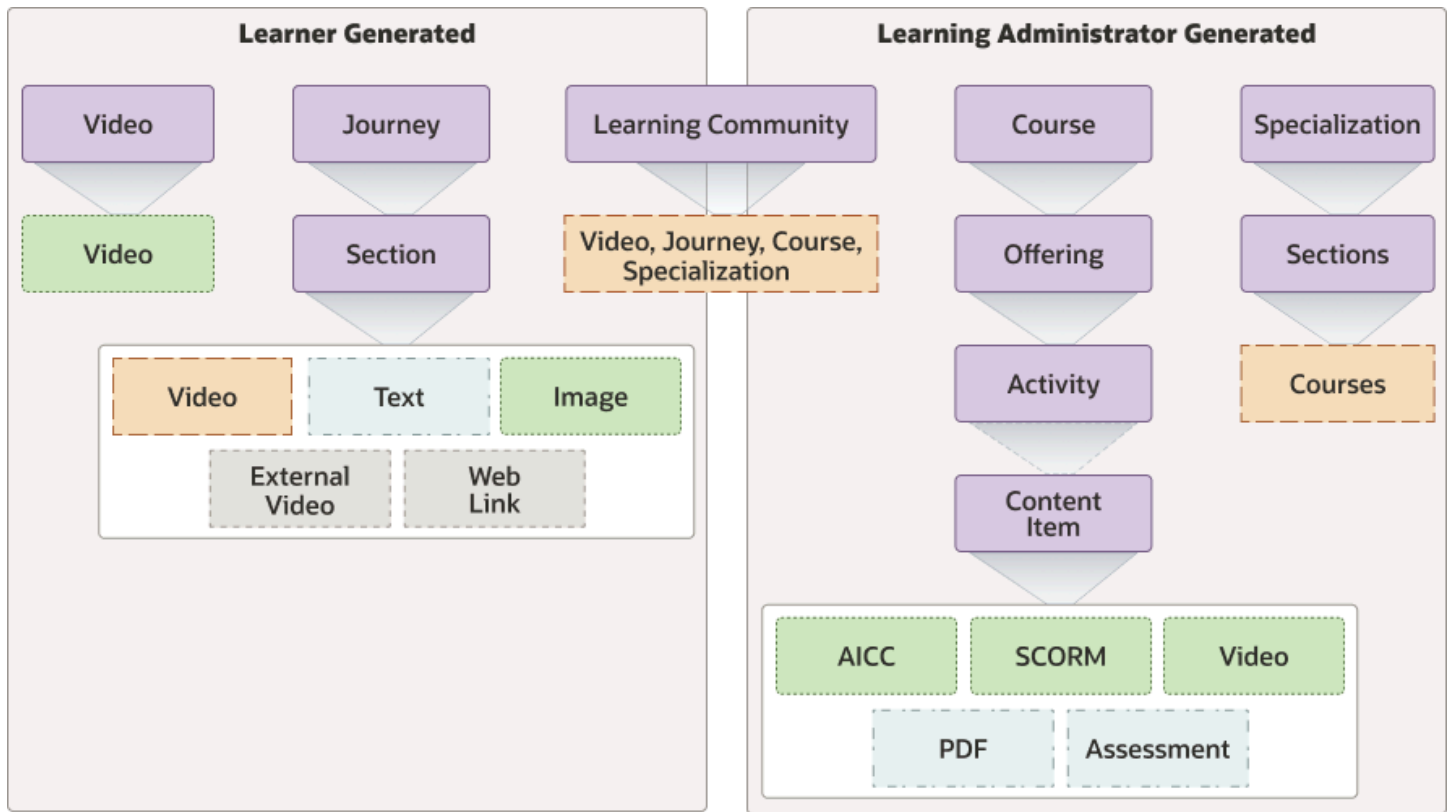 Learner Generated
Learning Administrator Generated
Video
Journey
Learning Community
Course
Specialization
Video
Section
Video, Journey, Course,
Specialization
Offering
Sections
Video
Text
Image
Activity
Courses
External
Video
Web
Link
Content
Item
AICC
SCORM
Video
PDF
Assessment